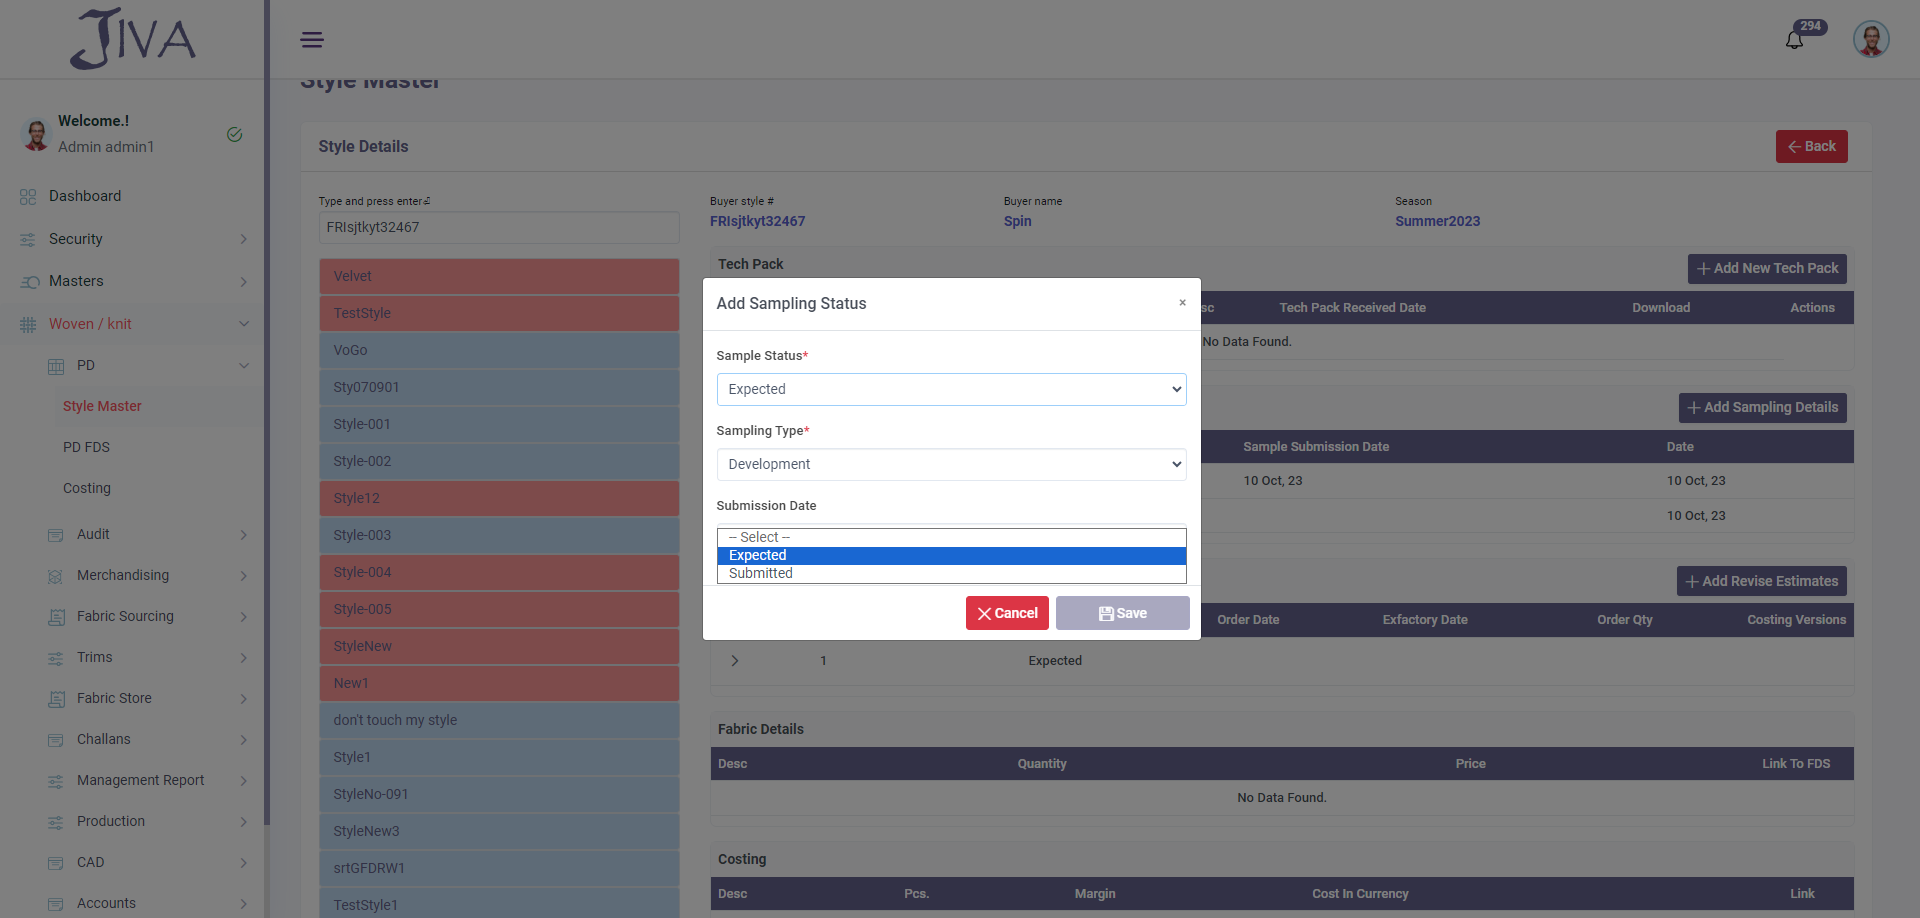 JIVA
294
Style Master
Welcome.!
Admin admin1
Dashboard
Security
Masters
Woven / knit
PD
Style Master
PD FDS
Costing
Audit
Merchandising
Fabric Sourcing
Trims
Fabric Store
Challans
Management Report
Production
CAD
Accounts
Style Details
Back
Type and press enter⏎
FRIsjtkyt32467
Velvet
TestStyle
VoGo
Sty070901
Style-001
Style-002
Style12
Style-003
Style-004
Style-005
StyleNew
New1
don't touch my style
Style1
StyleNo-091
StyleNew3
srtGFDRW1
TestStyle1
Buyer style #
FRIsjtkyt32467
Buyer name
Spin
Season
Summer2023
Tech Pack
+ Add New Tech Pack
sc Tech Pack Received Date Download Actions
No Data Found.
+ Add Sampling Details
Sample Submission Date Date
10 Oct, 23 10 Oct, 23
10 Oct, 23
+ Add Revise Estimates
Order Date Exfactory Date Order Qty Costing Versions
1 Expected
Fabric Details
Desc Quantity Price Link To FDS
No Data Found.
Costing
Desc Pcs. Margin Cost In Currency Link
Add Sampling Status
×
Sample Status*
Expected
Sampling Type*
Development
Submission Date
-- Select --
Expected
Submitted
Cancel
Save